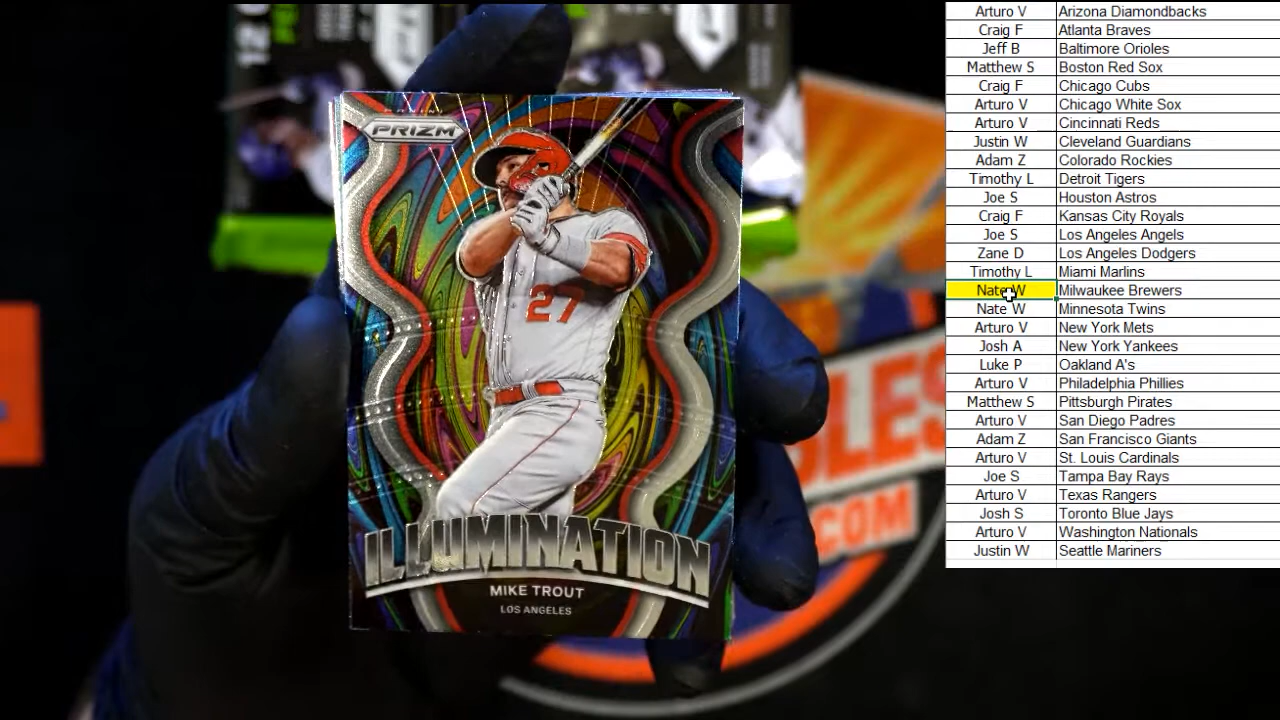 PRIZM
27
ILLUMINATION
MIKE TROUT
LOS ANGELES
.COM
Arturo V Arizona Diamondbacks
Craig F Atlanta Braves
Jeff B Baltimore Orioles
Matthew S Boston Red Sox
Craig F Chicago Cubs
Arturo V Chicago White Sox
Arturo V Cincinnati Reds
Justin W Cleveland Guardians
Adam Z Colorado Rockies
Timothy L Detroit Tigers
Joe S Houston Astros
Craig F Kansas City Royals
Joe S Los Angeles Angels
Zane D Los Angeles Dodgers
Timothy L Miami Marlins
Nate W Milwaukee Brewers
Nate W Minnesota Twins
Arturo V New York Mets
Josh A New York Yankees
Luke P Oakland A's
Arturo V Philadelphia Phillies
Matthew S Pittsburgh Pirates
Arturo V San Diego Padres
Adam Z San Francisco Giants
Arturo V St. Louis Cardinals
Joe S Tampa Bay Rays
Arturo V Texas Rangers
Josh S Toronto Blue Jays
Arturo V Washington Nationals
Justin W Seattle Mariners